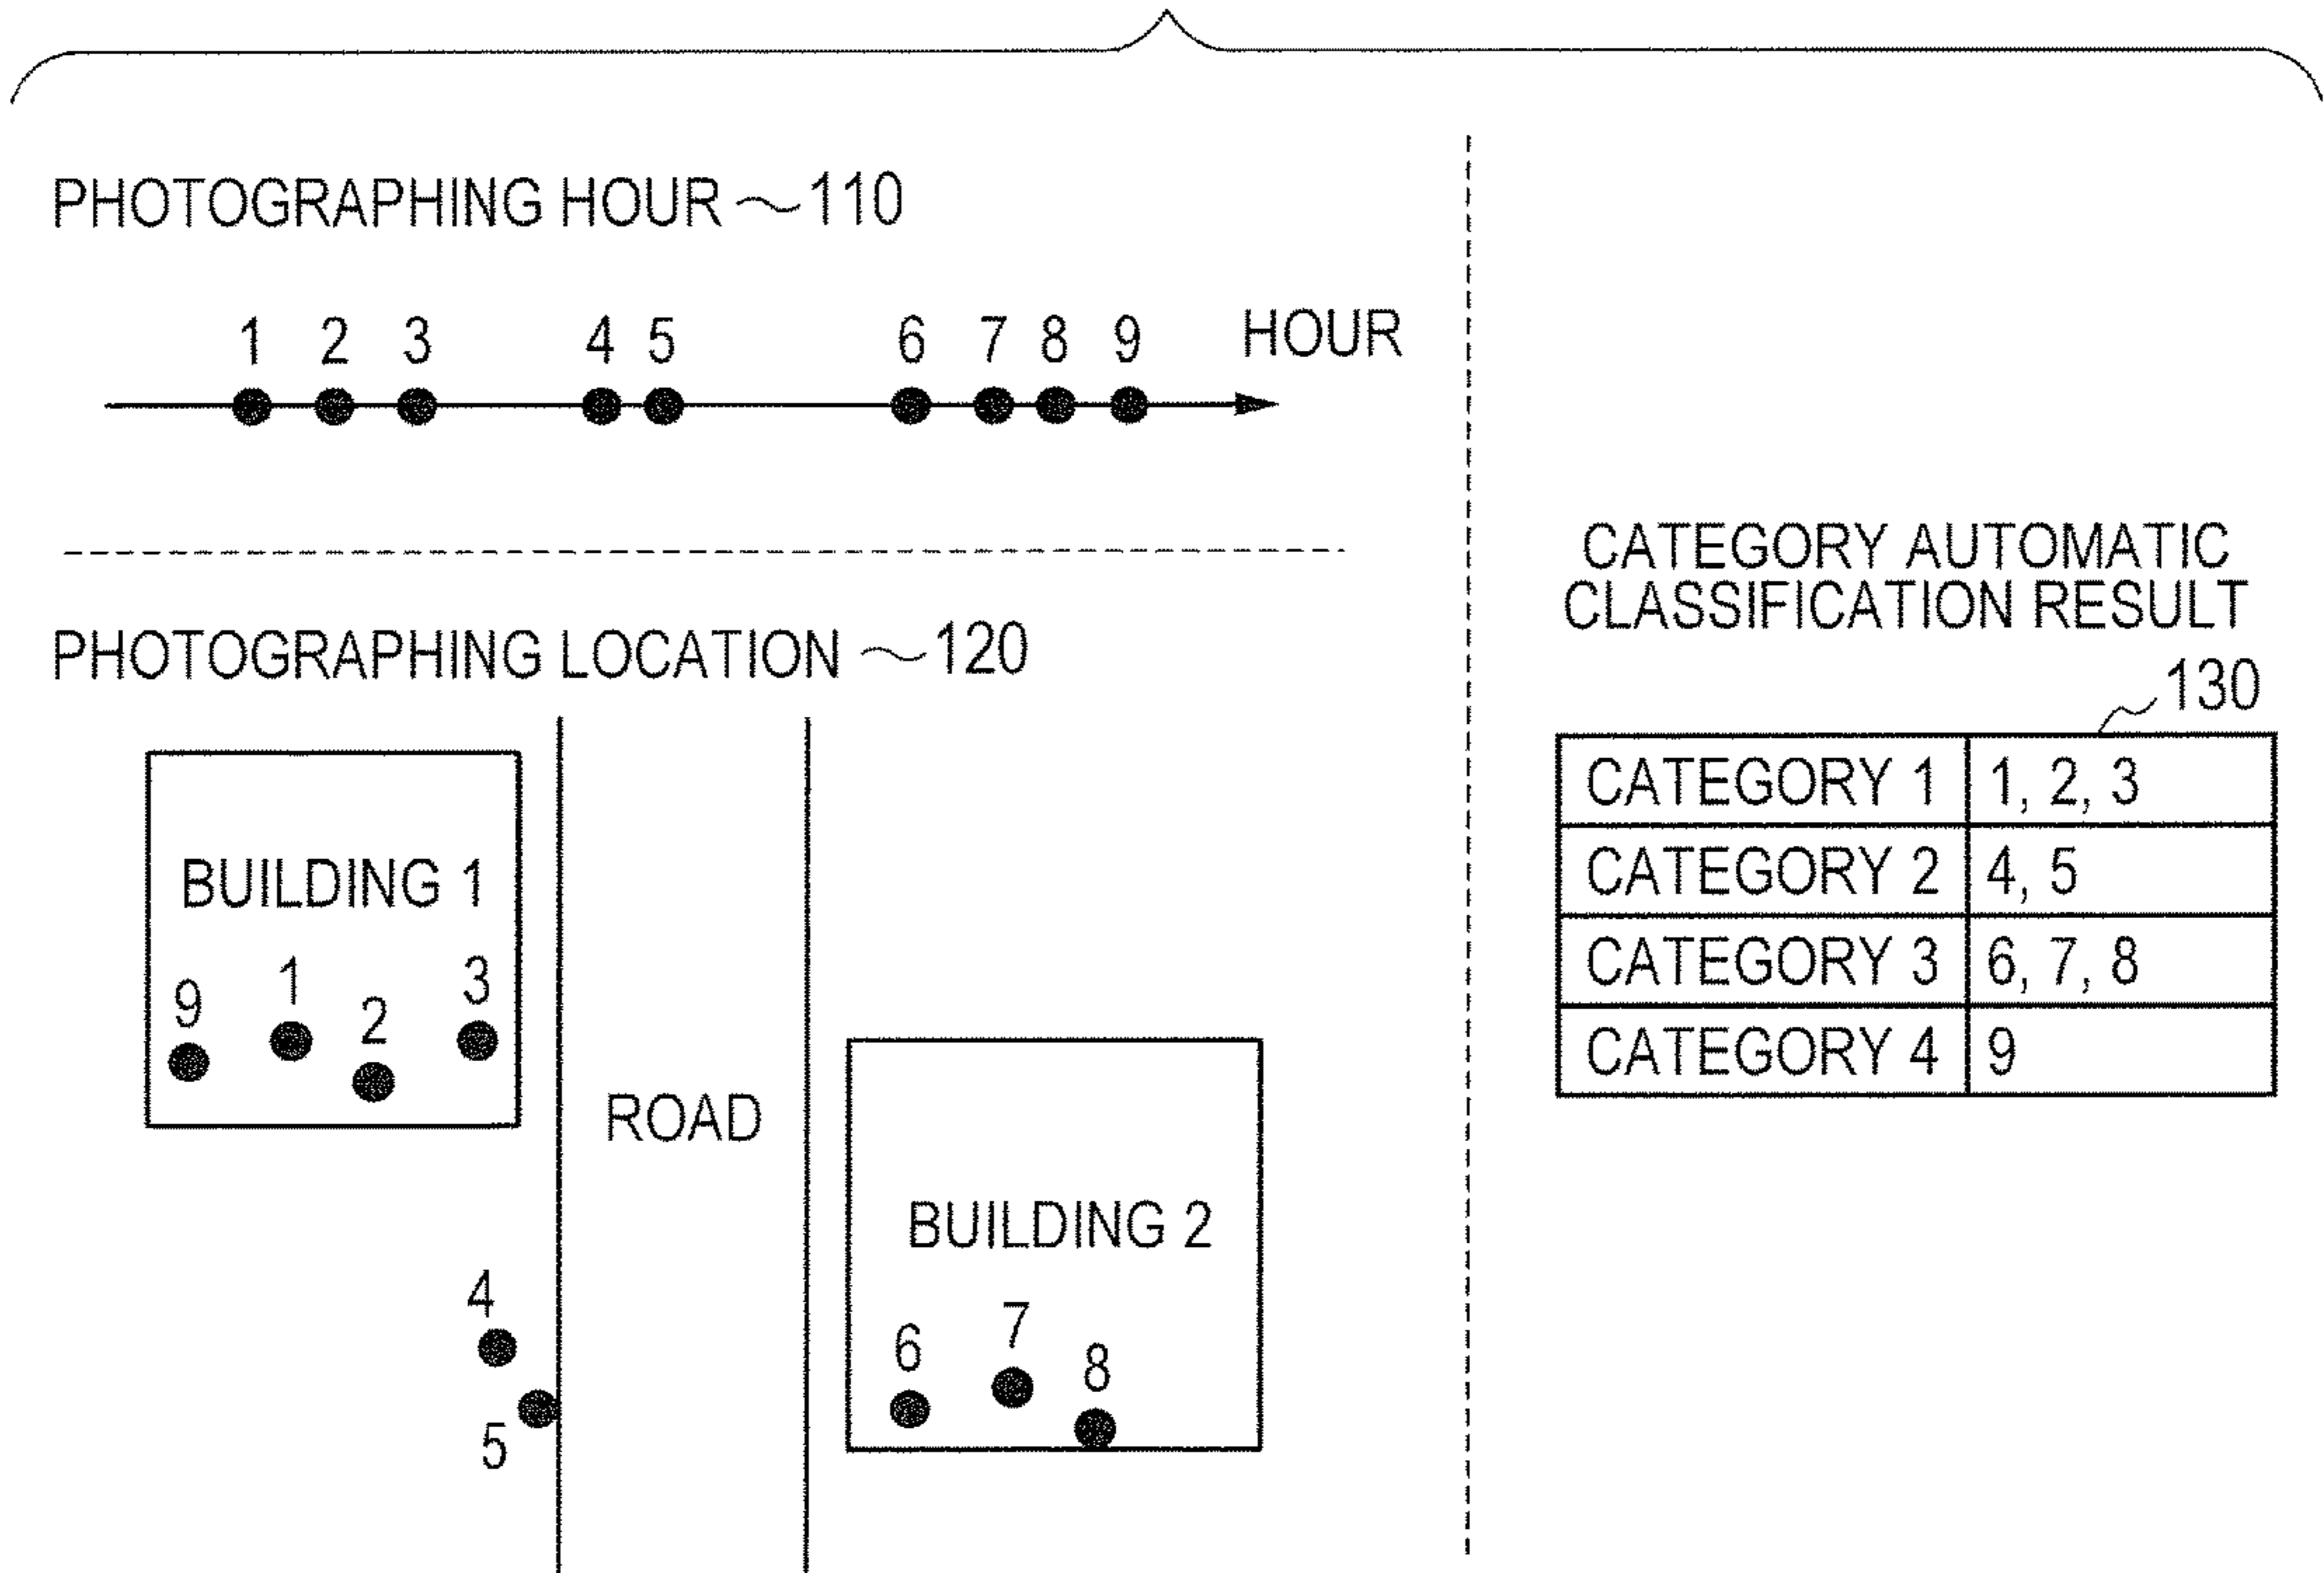 PHOTOGRAPHING HOUR ~110
1 2 3 4 5 6 7 8 9 HOUR
PHOTOGRAPHING LOCATION ~120
BUILDING 1
9 1 2 3
ROAD
BUILDING 2
4
5
6 7 8
CATEGORY AUTOMATIC
CLASSIFICATION RESULT
130
CATEGORY 1 1, 2, 3
CATEGORY 2 4, 5
CATEGORY 3 6, 7, 8
CATEGORY 4 9